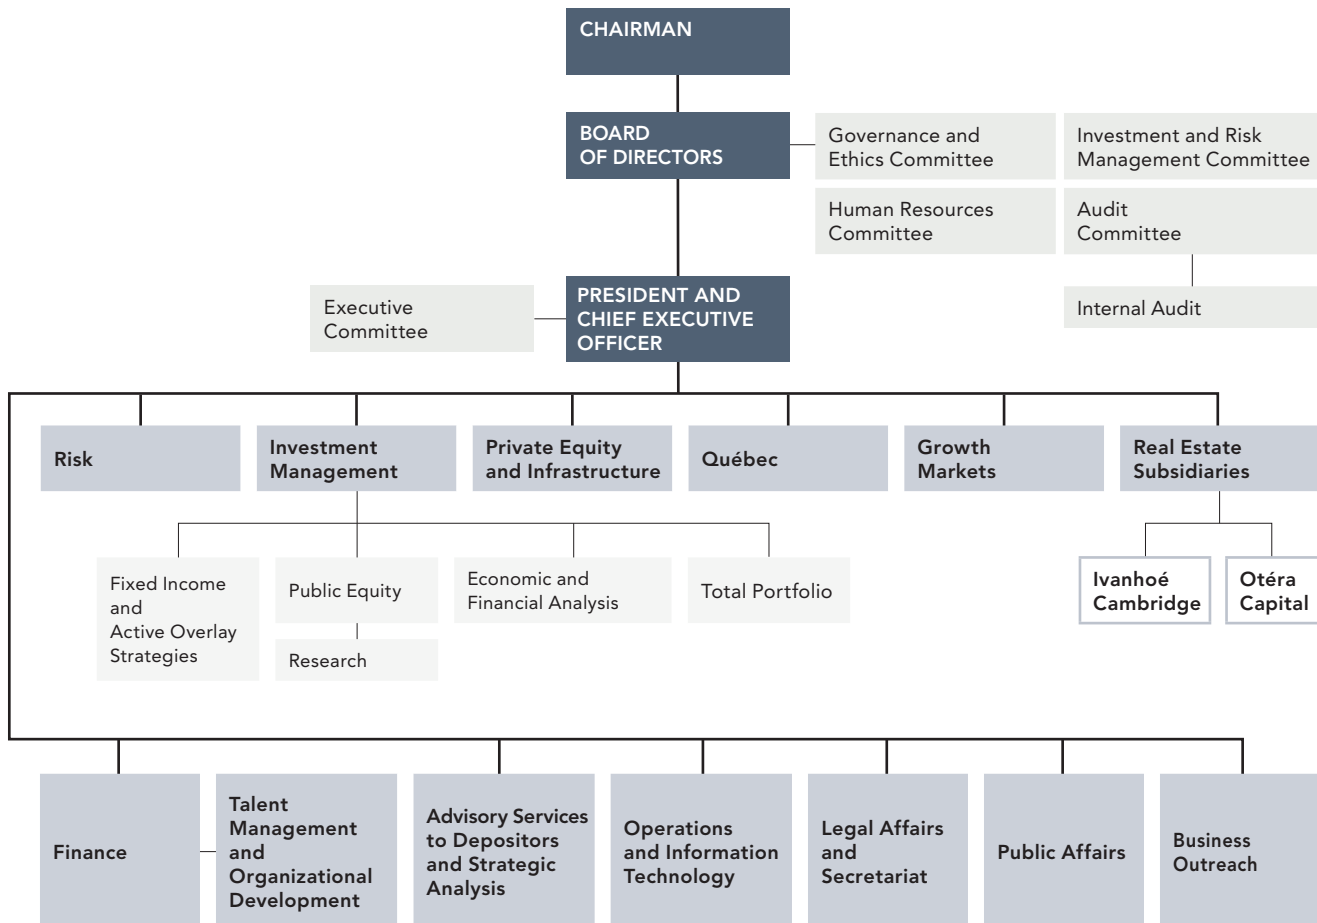 CHAIRMAN
BOARD
OF DIRECTORS
Governance and
Ethics Committee
Investment and Risk
Management Committee
Human Resources
Committee
Audit
Committee
Internal Audit
Executive
Committee
PRESIDENT AND
CHIEF EXECUTIVE
OFFICER
Risk
Investment
Management
Private Equity
and Infrastructure
Québec
Growth
Markets
Real Estate
Subsidiaries
Fixed Income
and
Active Overlay
Strategies
Public Equity
Research
Economic and
Financial Analysis
Total Portfolio
Ivanhoé
Cambridge
Otéra
Capital
Finance
Talent
Management
and
Organizational
Development
Advisory Services
to Depositors
and Strategic
Analysis
Operations
and Information
Technology
Legal Affairs
and
Secretariat
Public Affairs
Business
Outreach